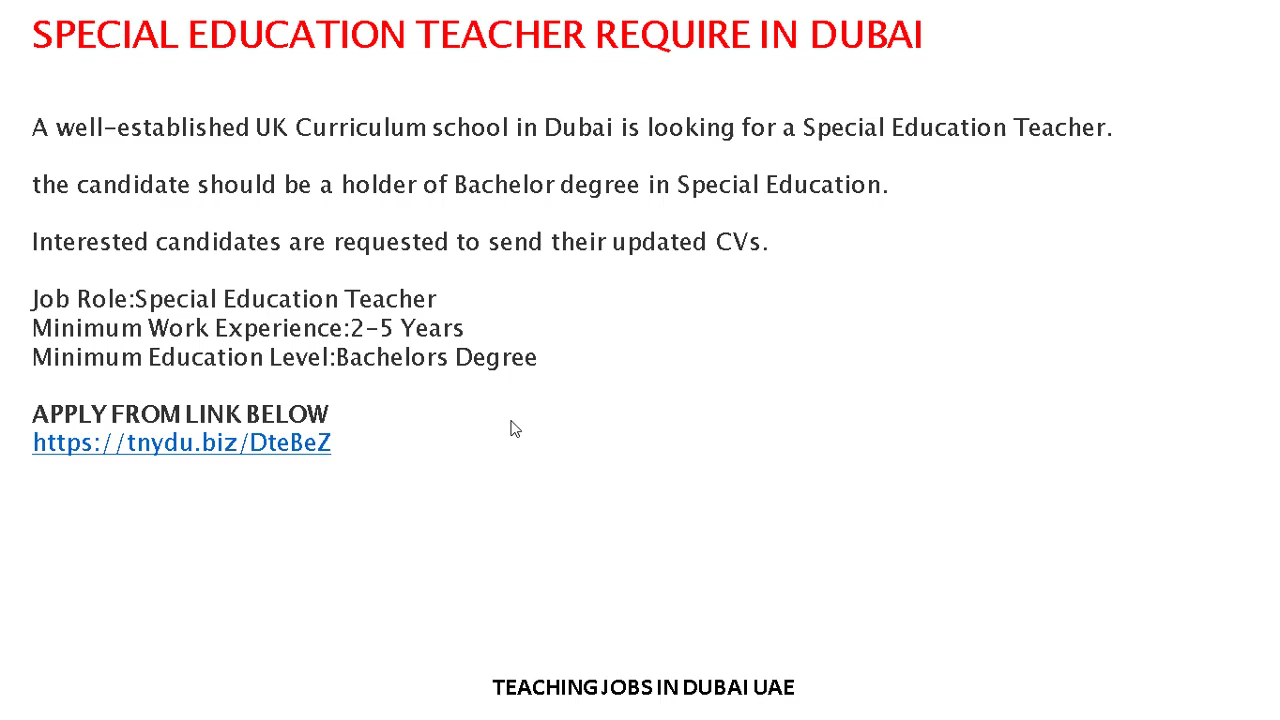 SPECIAL EDUCATION TEACHER REQUIRE IN DUBAI
A well-established UK Curriculum school in Dubai is looking for a Special Education Teacher.
the candidate should be a holder of Bachelor degree in Special Education.
Interested candidates are requested to send their updated CVs.
Job Role:Special Education Teacher
Minimum Work Experience:2-5 Years
Minimum Education Level:Bachelors Degree
APPLY FROM LINK BELOW
https://tnydu.biz/DteBeZ
TEACHING JOBS IN DUBAI UAE